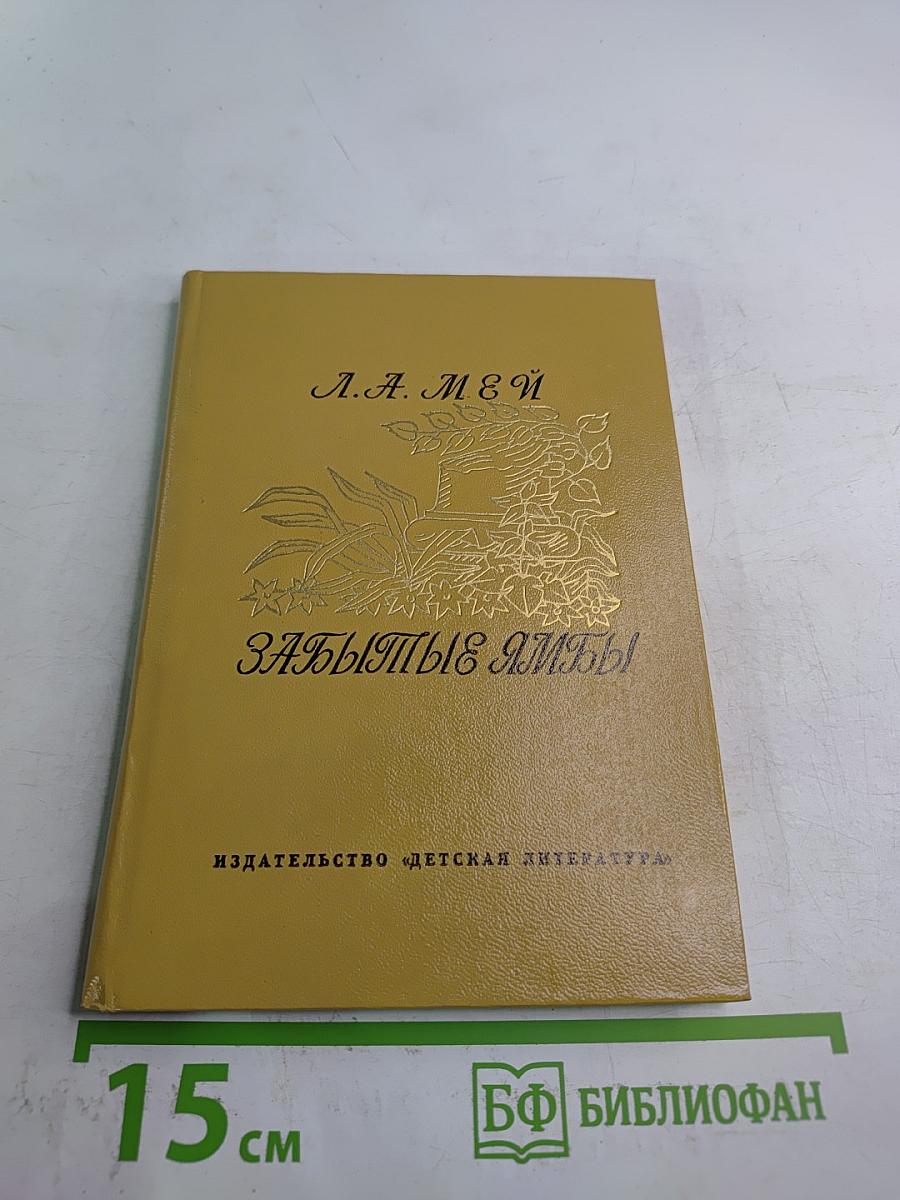 Л. А. МЕЙ
ЗАБЫТЫЕ ЯМБЫ
ИЗДАТЕЛЬСТВО «ДЕТСКАЯ ЛИТЕРАТУРА»
15 см
БФ БИБЛИОФАН